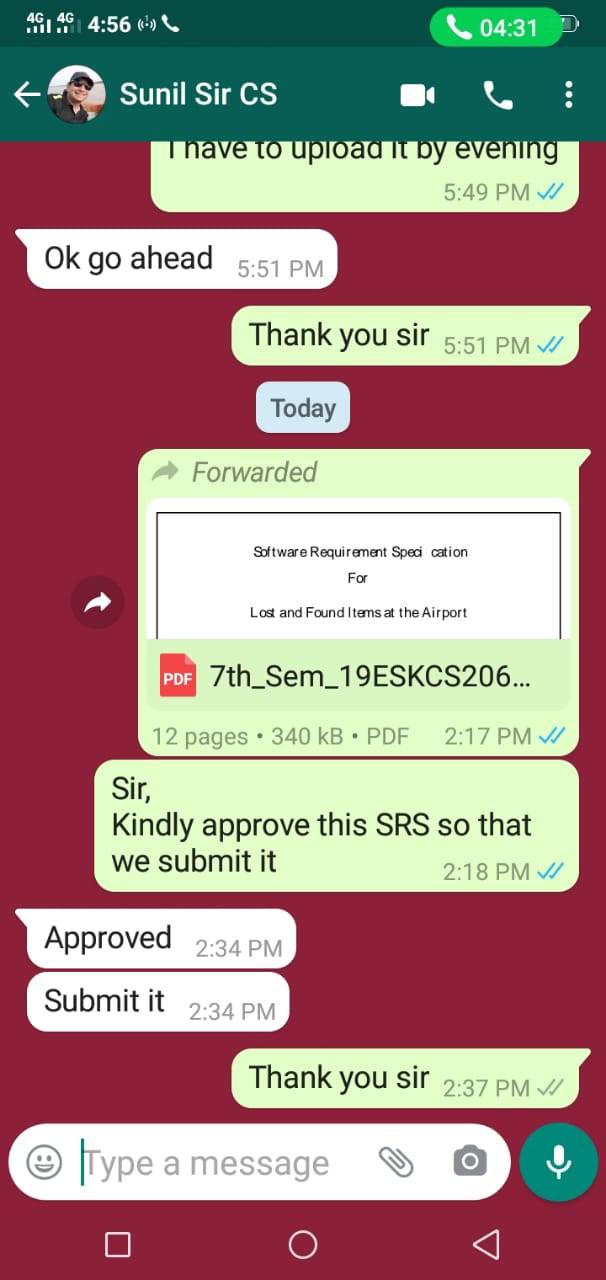 4G 4G 4:56 04:31
Sunil Sir CS
I have to upload it by evening
5:49 PM
Ok go ahead 5:51 PM
Thank you sir 5:51 PM
Today
Forwarded
Software Requirement Speci cation
For
Lost and Found Items at the Airport
PDF 7th_Sem_19ESKCS206...
12 pages • 340 kB • PDF 2:17 PM
Sir,
Kindly approve this SRS so that
we submit it 2:18 PM
Approved 2:34 PM
Submit it 2:34 PM
Thank you sir 2:37 PM
Type a message